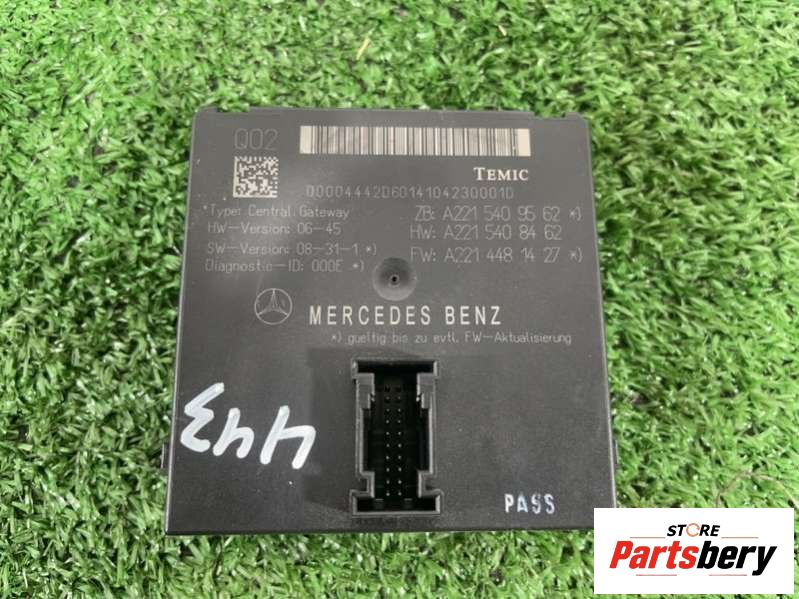 Q02
TEMIC
00004442D6014104230001D
*Type: Central Gateway
ZB: A221 540 95 62 *)
HW-Version: 06-45
HW: A221 540 84 62
SW-Version: 08-31-1 *)
FW: A221 448 14 27 *)
Diagnostic-ID: 000E *)
MERCEDES BENZ
*) gueltig bis zu evtl. FW-Aktualisierung
443
PASS
STORE
Partsbery